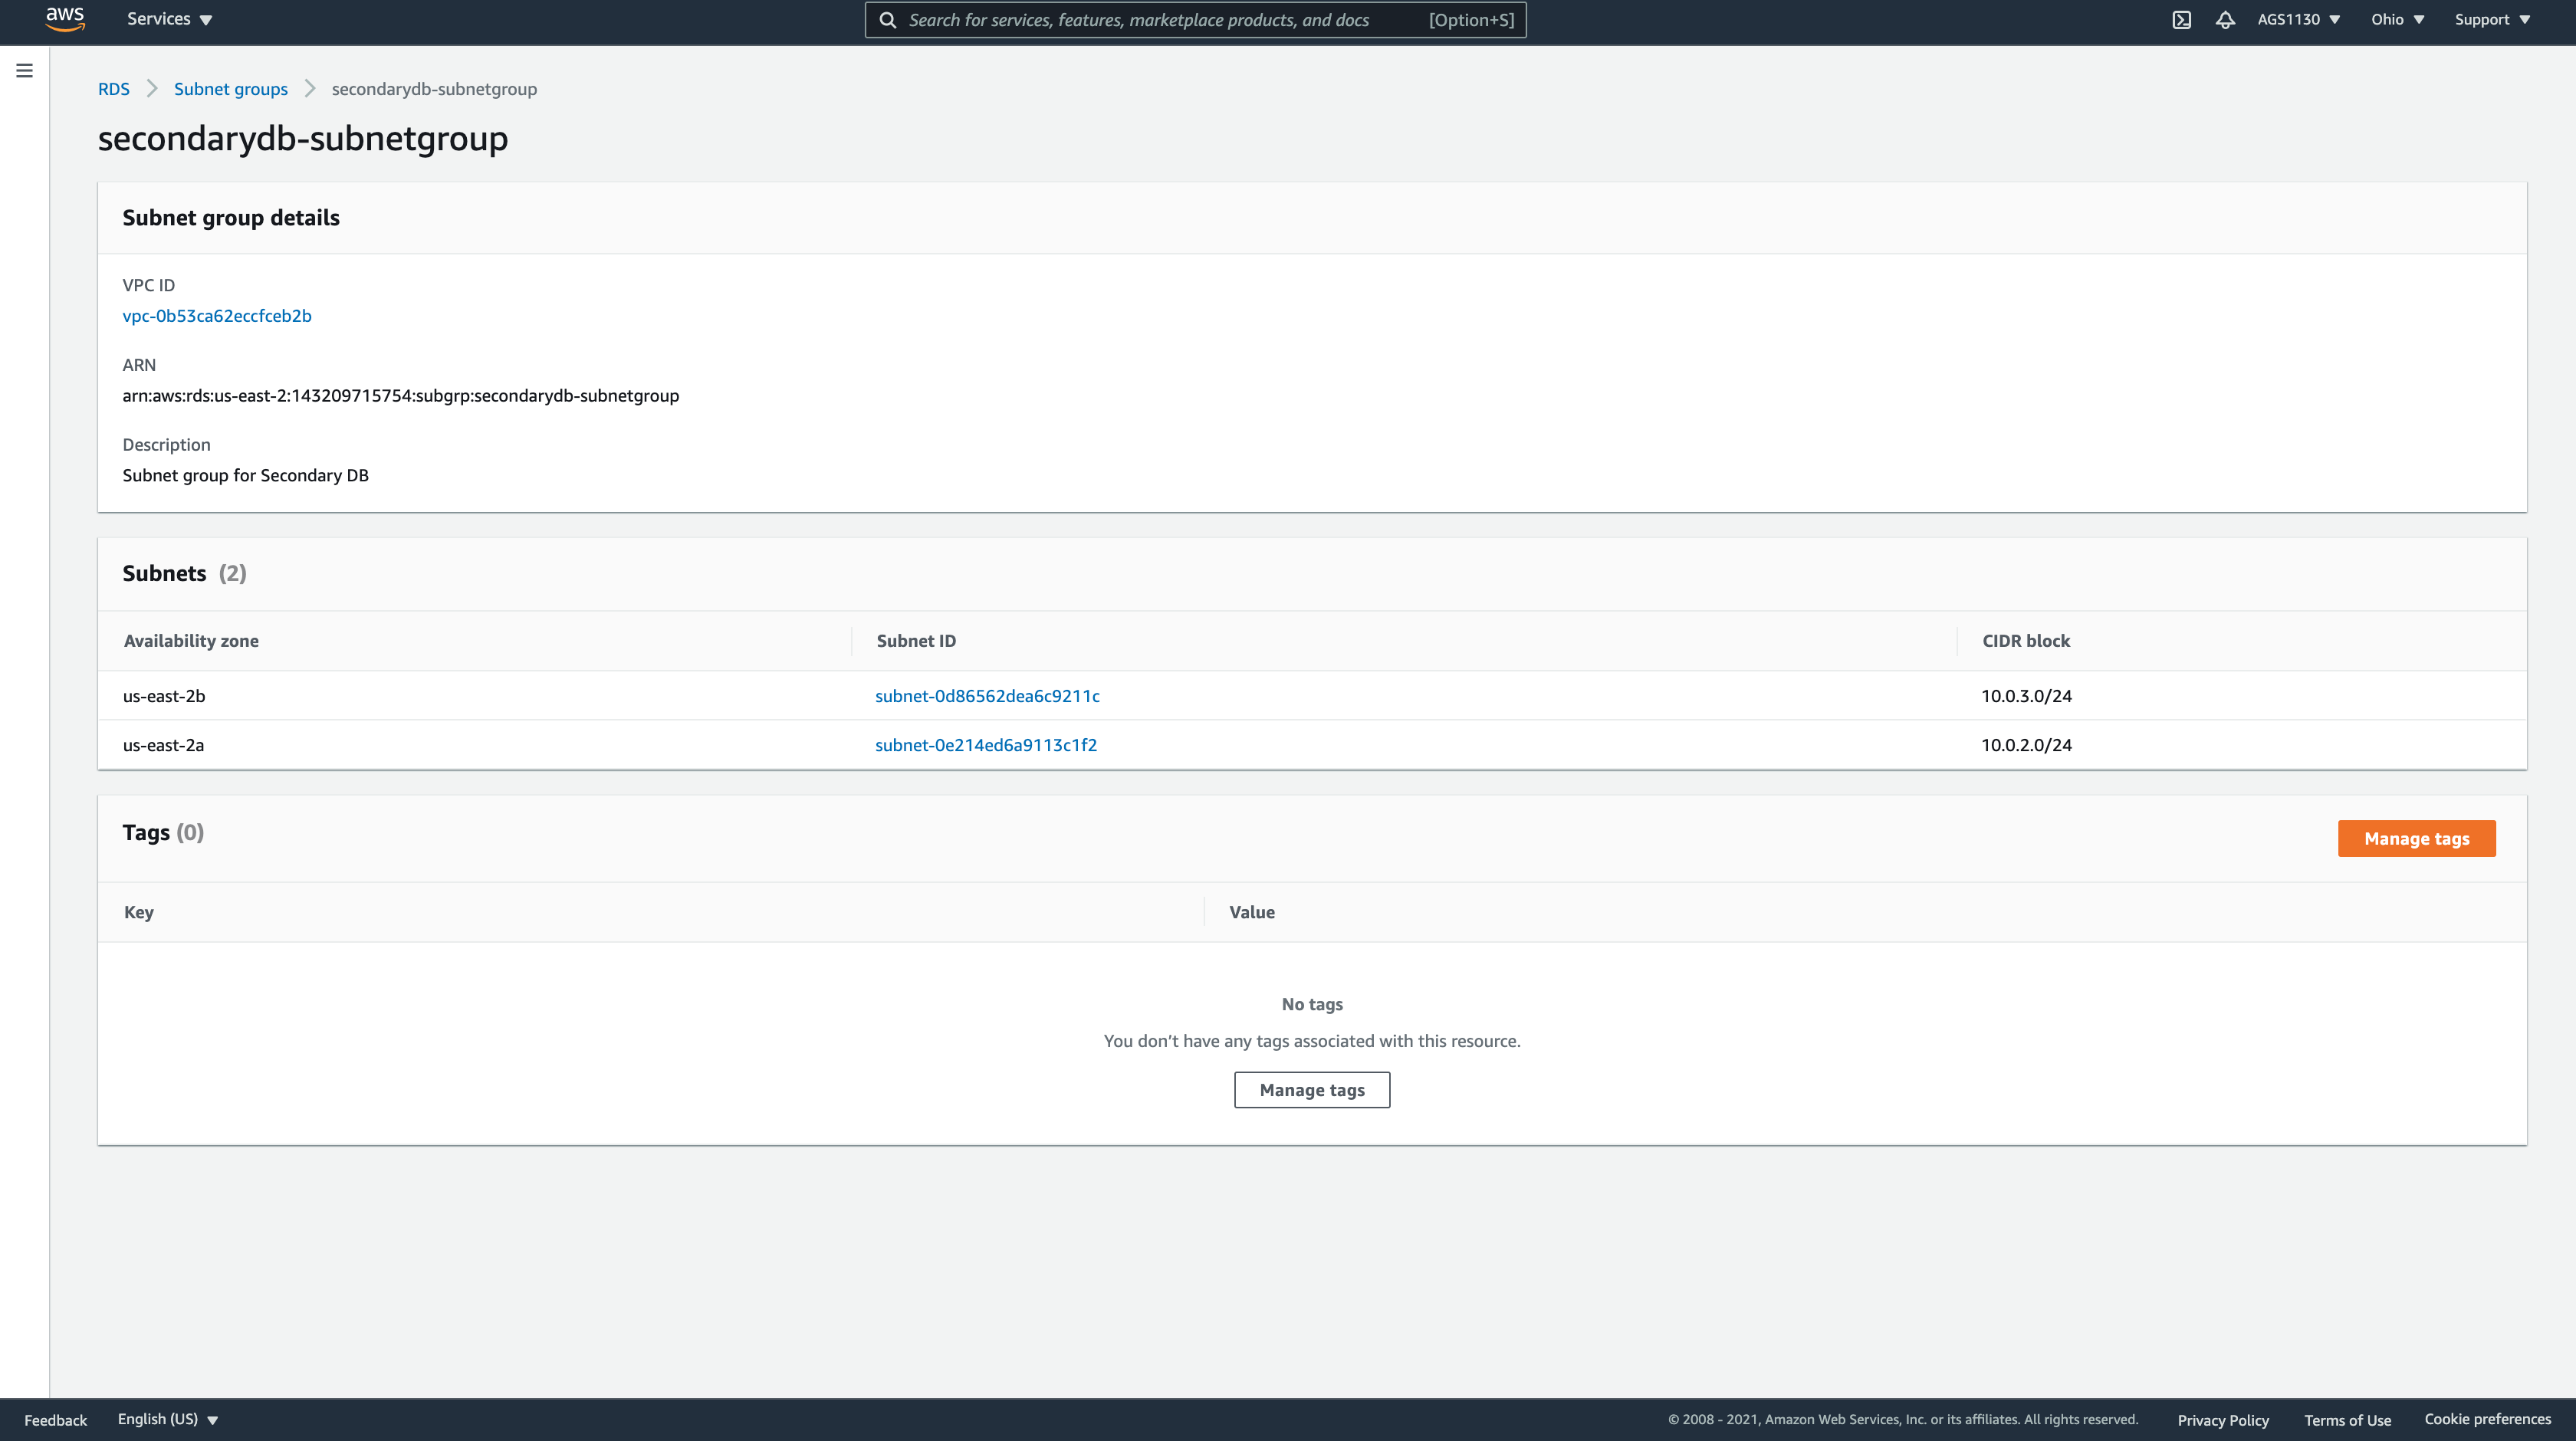 aws Services Search for services, features, marketplace products, and docs [Option+S] AGS1130 Ohio Support
RDS Subnet groups secondarydb-subnetgroup
secondarydb-subnetgroup
Subnet group details
VPC ID
vpc-0b53ca62eccfceb2b
ARN
arn:aws:rds:us-east-2:143209715754:subgrp:secondarydb-subnetgroup
Description
Subnet group for Secondary DB
Subnets (2)
Availability zone Subnet ID CIDR block
us-east-2b subnet-0d86562dea6c9211c 10.0.3.0/24
us-east-2a subnet-0e214ed6a9113c1f2 10.0.2.0/24
Tags (0) Manage tags
Key Value
No tags
You don’t have any tags associated with this resource.
Manage tags
Feedback English (US) © 2008 - 2021, Amazon Web Services, Inc. or its affiliates. All rights reserved. Privacy Policy Terms of Use Cookie preferences